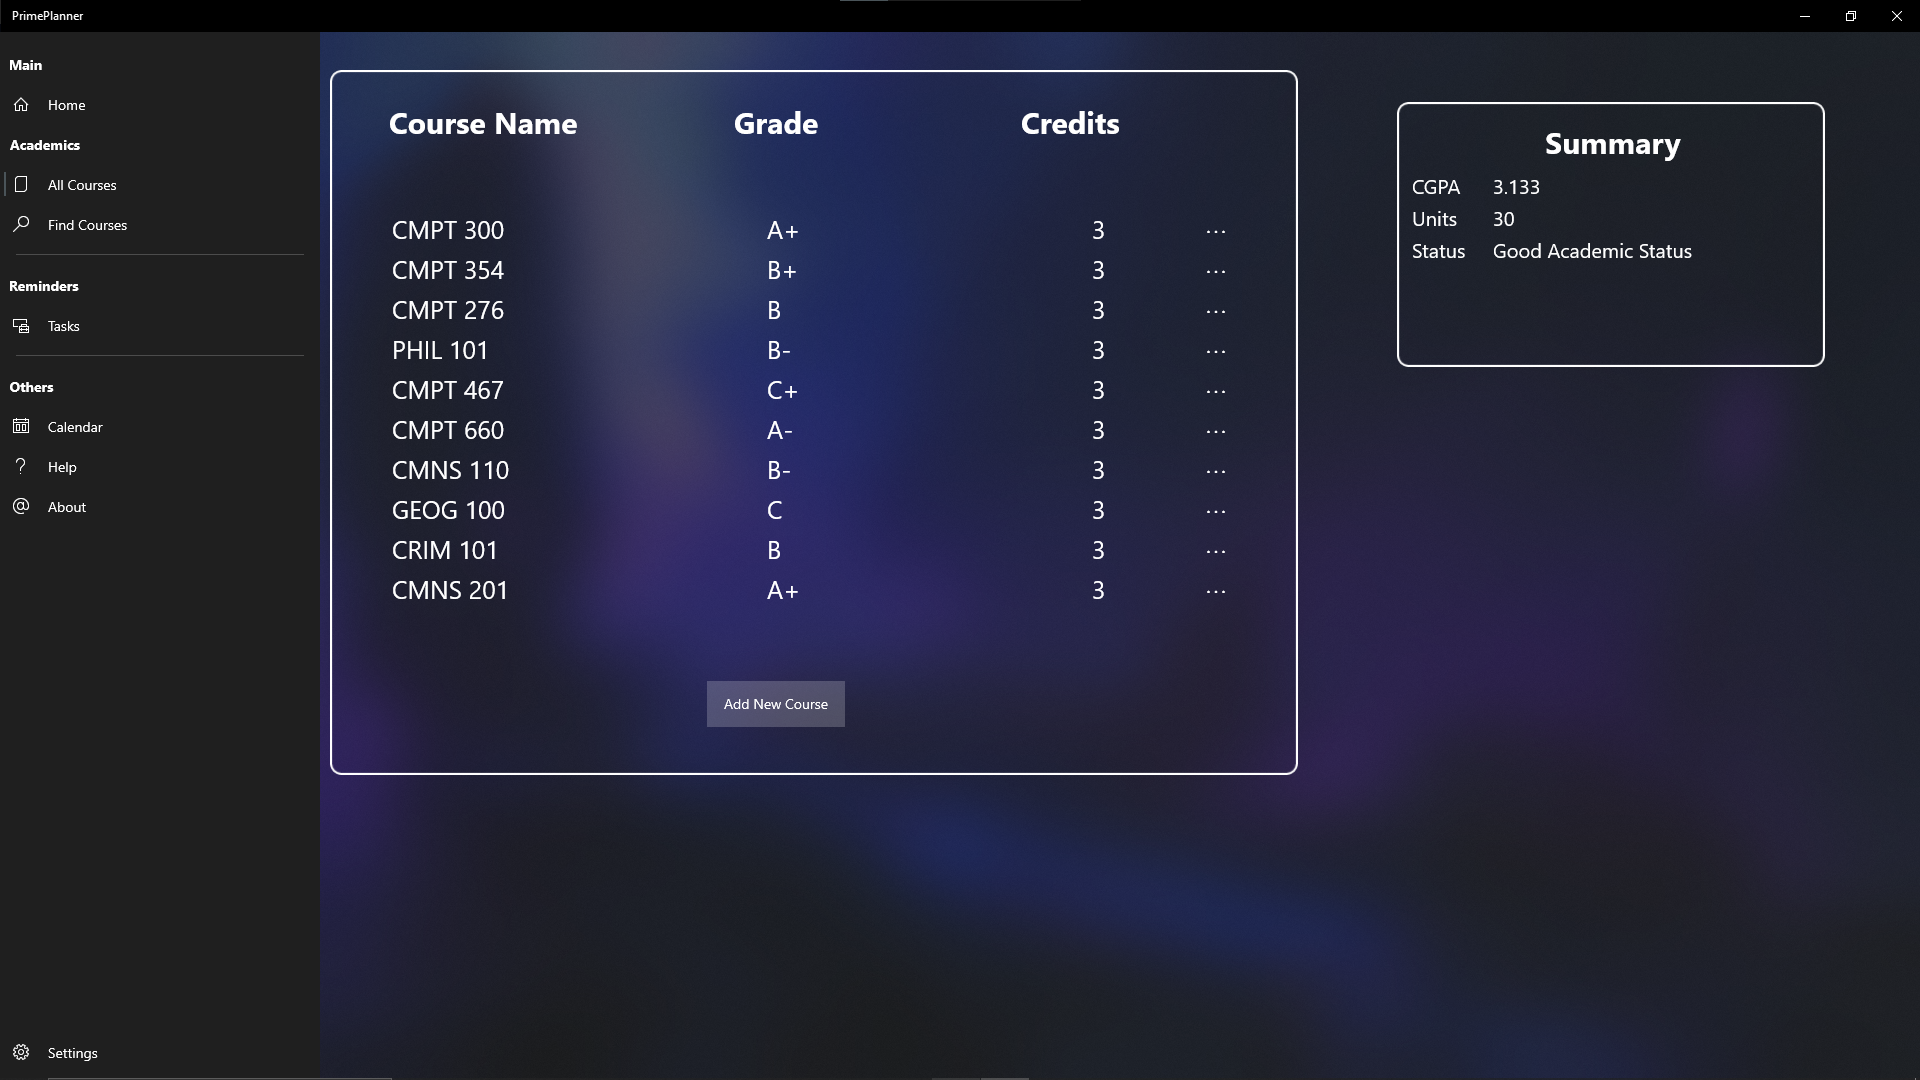 PrimePlanner
Main
Home
Academics
All Courses
Find Courses
Reminders
Tasks
Others
Calendar
Help
About
Settings
Course Name Grade Credits
CMPT 300 A+ 3 ...
CMPT 354 B+ 3 ...
CMPT 276 B 3 ...
PHIL 101 B- 3 ...
CMPT 467 C+ 3 ...
CMPT 660 A- 3 ...
CMNS 110 B- 3 ...
GEOG 100 C 3 ...
CRIM 101 B 3 ...
CMNS 201 A+ 3 ...
Add New Course
Summary
CGPA 3.133
Units 30
Status Good Academic Status